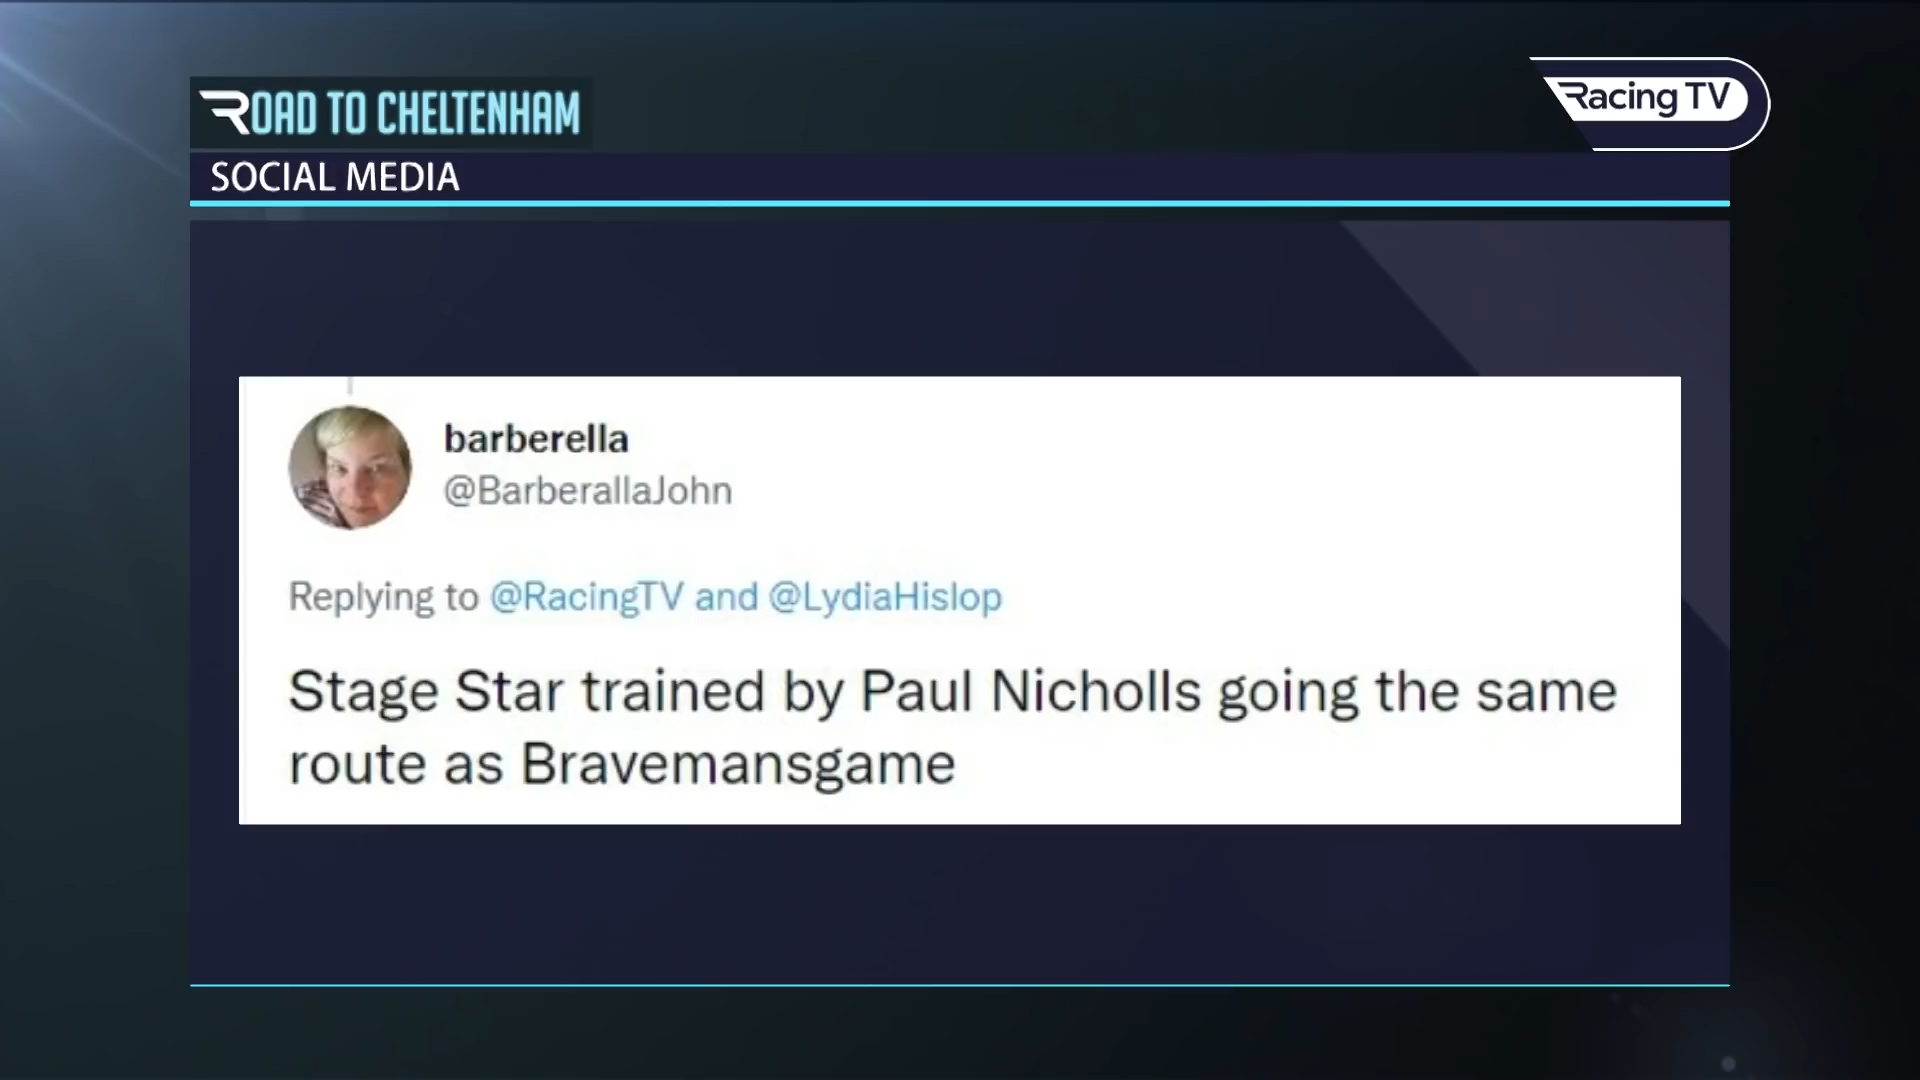 ROAD TO CHELTENHAM
Racing TV
SOCIAL MEDIA
barberella
@BarberallaJohn
Replying to @RacingTV and @LydiaHislop
Stage Star trained by Paul Nicholls going the same
route as Bravemansgame